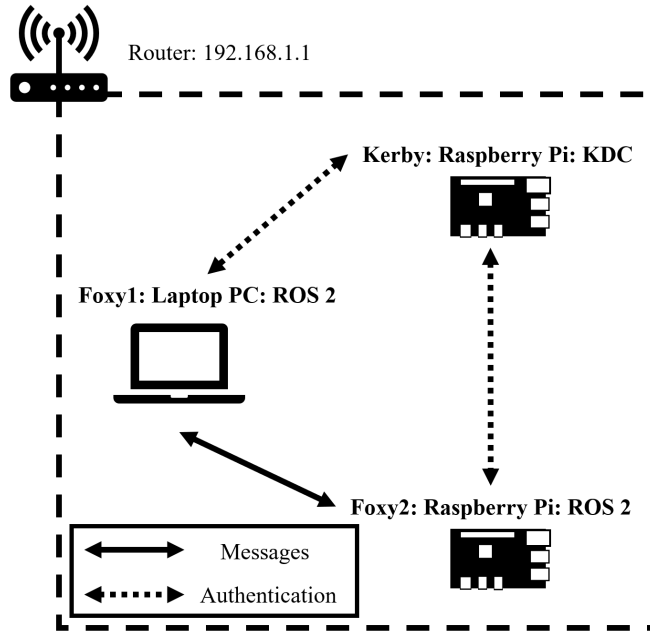 Router: 192.168.1.1
Kerby: Raspberry Pi: KDC
Foxy1: Laptop PC: ROS 2
Foxy2: Raspberry Pi: ROS 2
Messages
Authentication